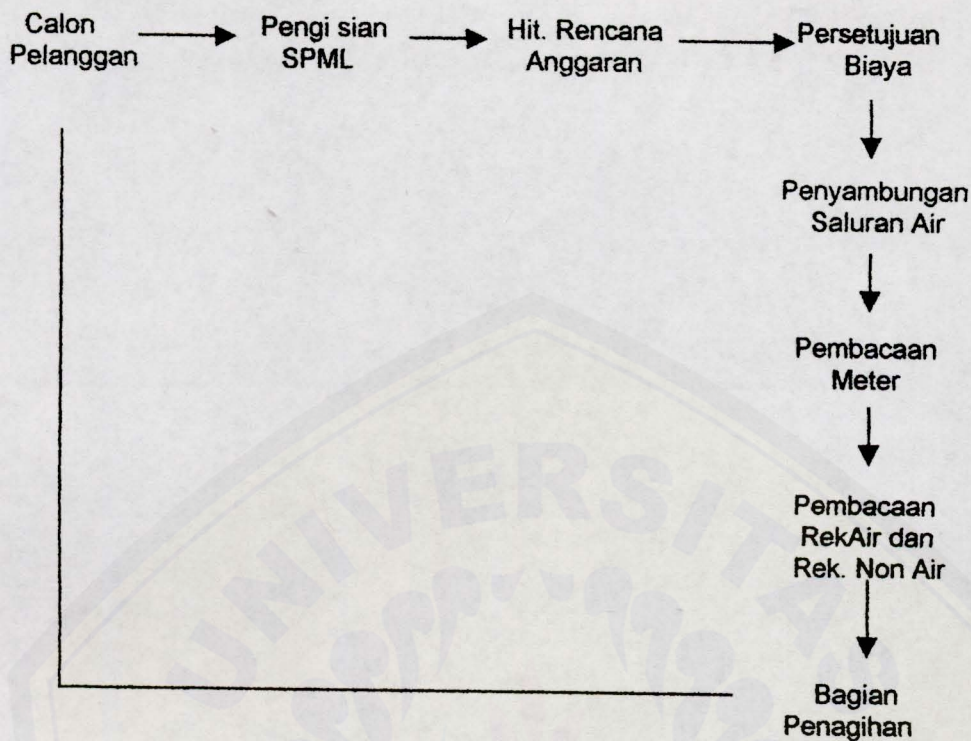 Calon
Pelanggan
Pengi sian
SPML
Hit. Rencana
Anggaran
Persetujuan
Biaya
Penyambungan
Saluran Air
Pembacaan
Meter
Pembacaan
RekAir dan
Rek. Non Air
Bagian
Penagihan
UNIVERSITAS